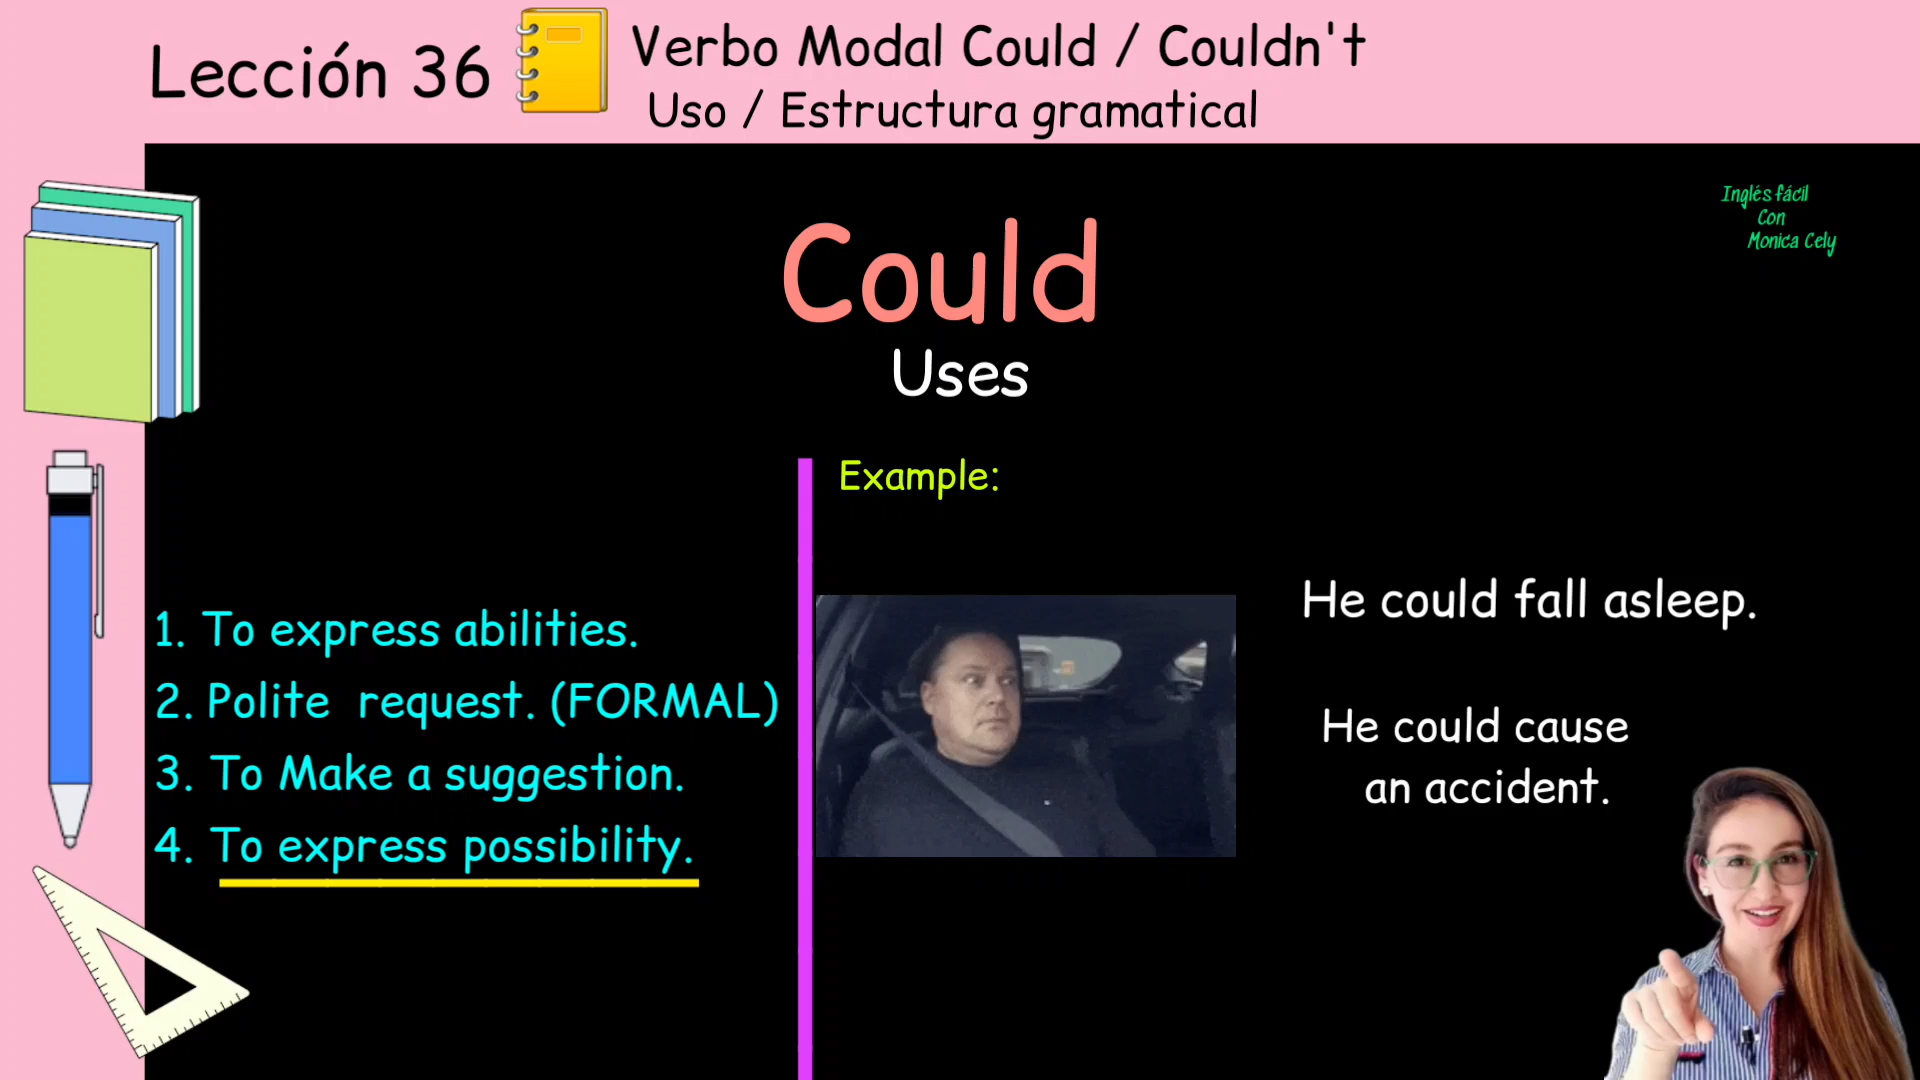 Lección 36
Verbo Modal Could / Couldn't
Uso / Estructura gramatical
Inglés fácil
Con
Monica Cely
Could
Uses
1. To express abilities.
2. Polite request. (FORMAL)
3. To Make a suggestion.
4. To express possibility.
Example:
He could fall asleep.
He could cause
an accident.